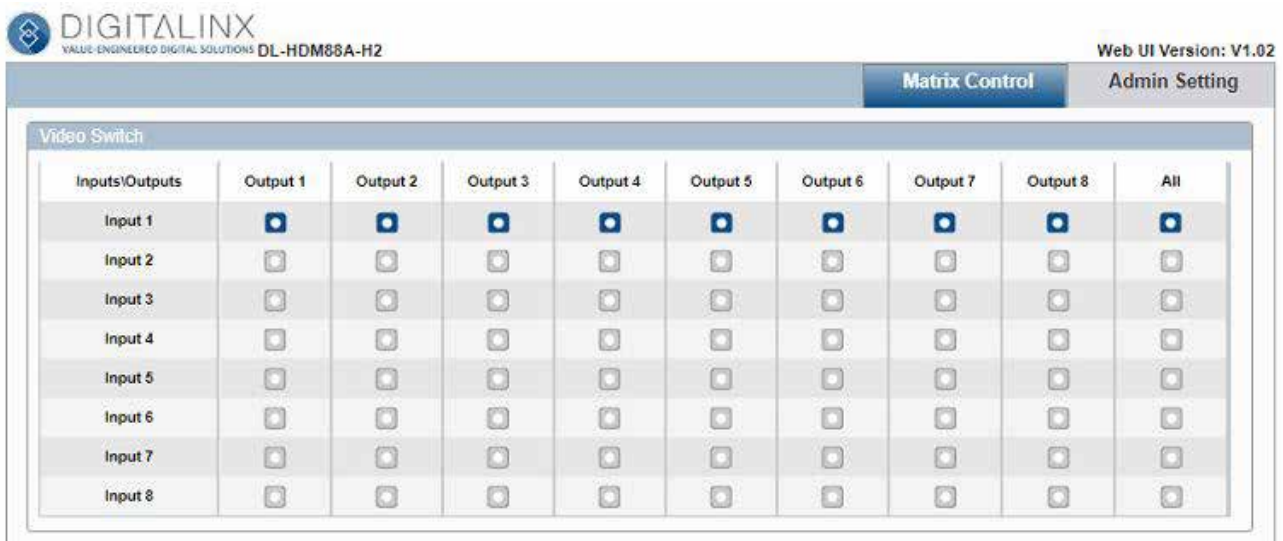 DIGITALINX
VALUE-ENGINEERED DIGITAL SOLUTIONS DL-HDM88A-H2
Web UI Version: V1.02
Matrix Control Admin Setting
Video Switch
Inputs\Outputs Output 1 Output 2 Output 3 Output 4 Output 5 Output 6 Output 7 Output 8 All
Input 1
Input 2
Input 3
Input 4
Input 5
Input 6
Input 7
Input 8